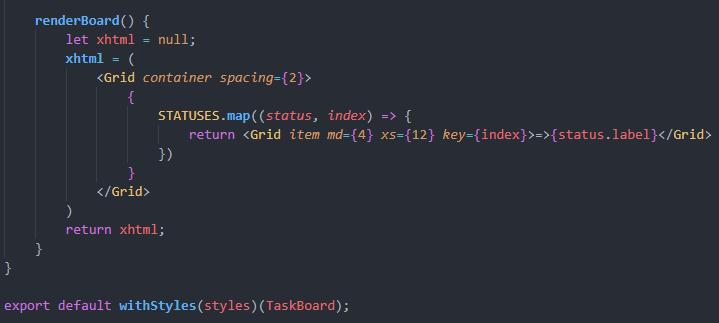 renderBoard() {
let xhtml = null;
xhtml = (
<Grid container spacing={2}>
{
STATUSES.map((status, index) => {
return <Grid item md={4} xs={12} key={index}>=>{status.label}</Grid>
})
}
</Grid>
)
return xhtml;
}
}
export default withStyles(styles)(TaskBoard);